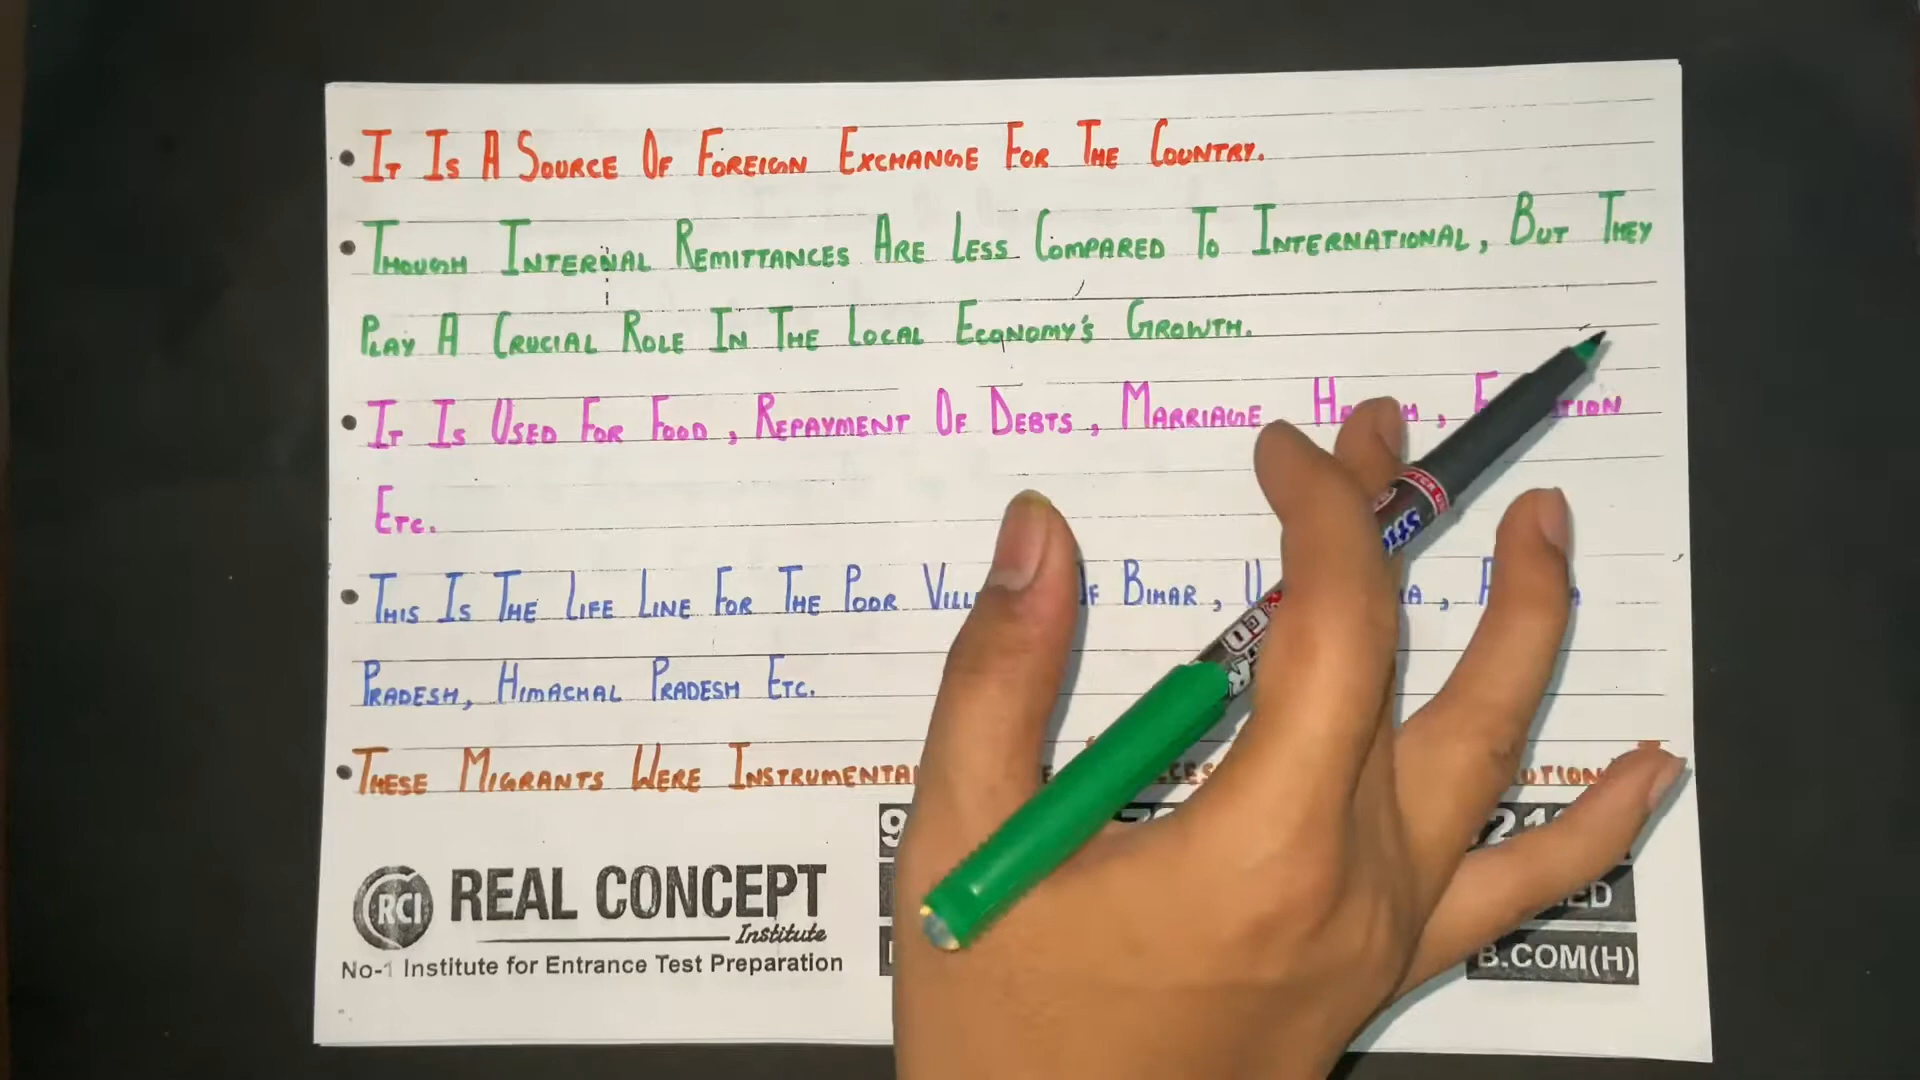 • It Is A Source Of Foreign Exchange For The Country.
• Though Internal Remittances Are Less Compared To International, But They
Play A Crucial Role In The Local Economy's Growth.
• It Is Used For Food, Repayment Of Debts, Marriage, , 
Etc.
• This Is The Life Line For The Poor Of Bihar, , 
Pradesh, Himachal Pradesh Etc.
• These Migrants Were
RCI REAL CONCEPT
Institute
No-1 Institute for Entrance Test Preparation
B.COM(H)